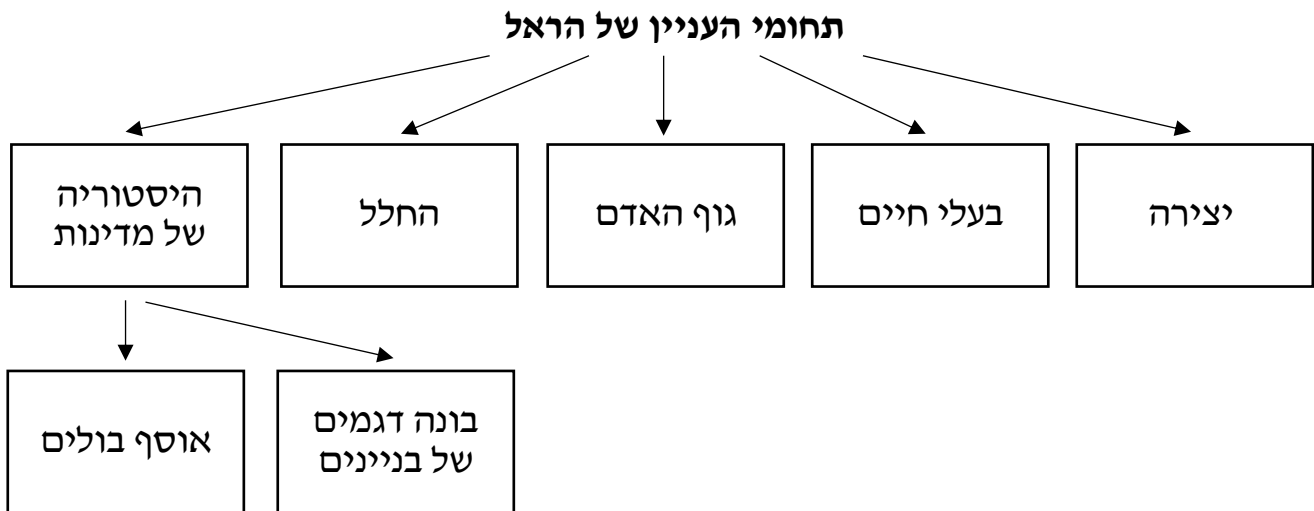 תחומי העניין של הראל
יצירה
בעלי חיים
גוף האדם
החלל
היסטוריה
של מדינות
בונה דגמים
של בניינים
אוסף בולים